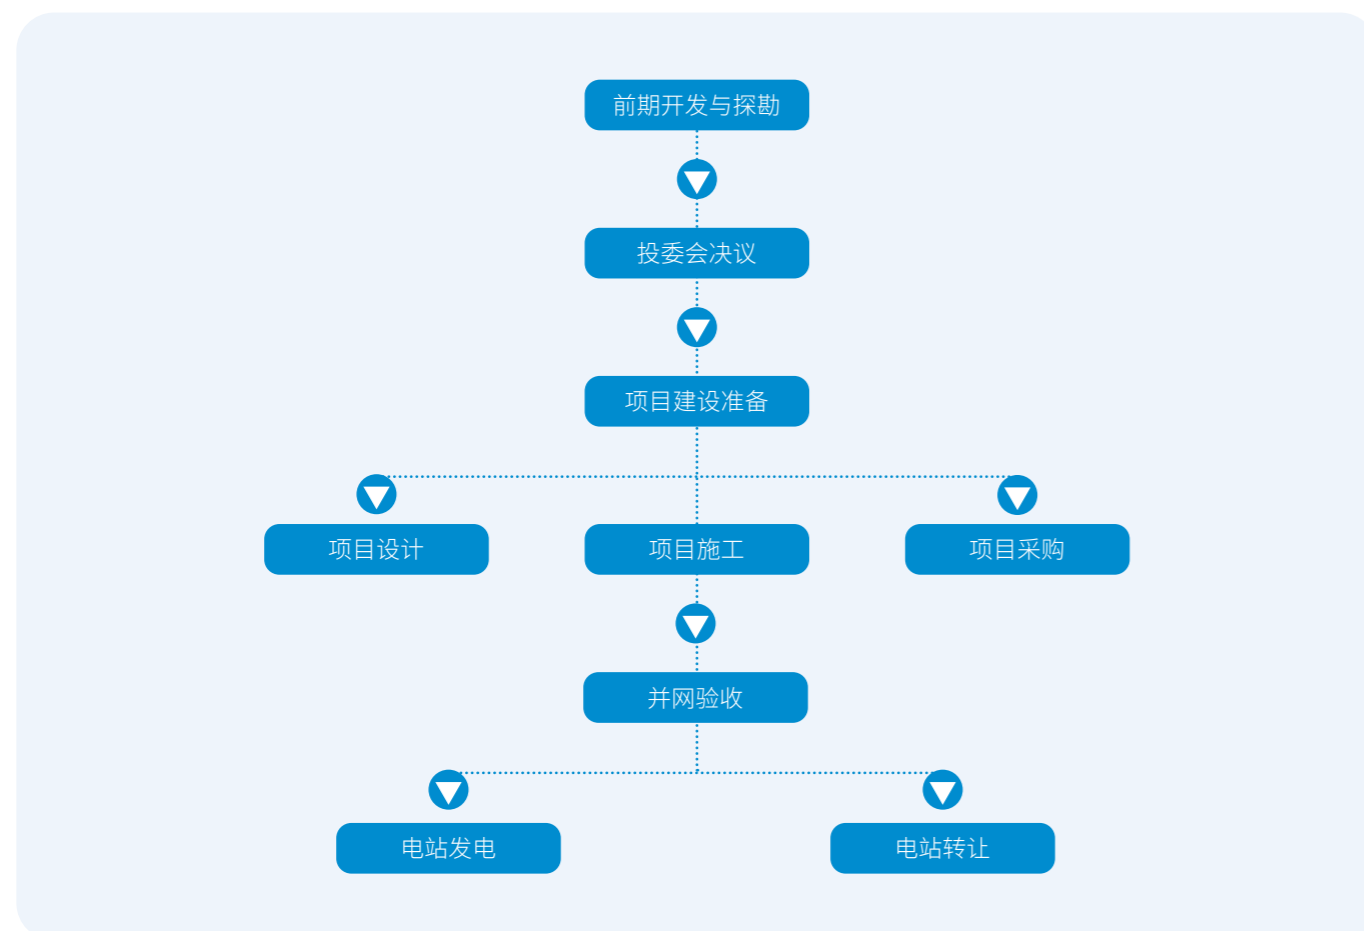 前期开发与探勘
投委会决议
项目建设准备
项目设计
项目施工
项目采购
并网验收
电站发电
电站转让